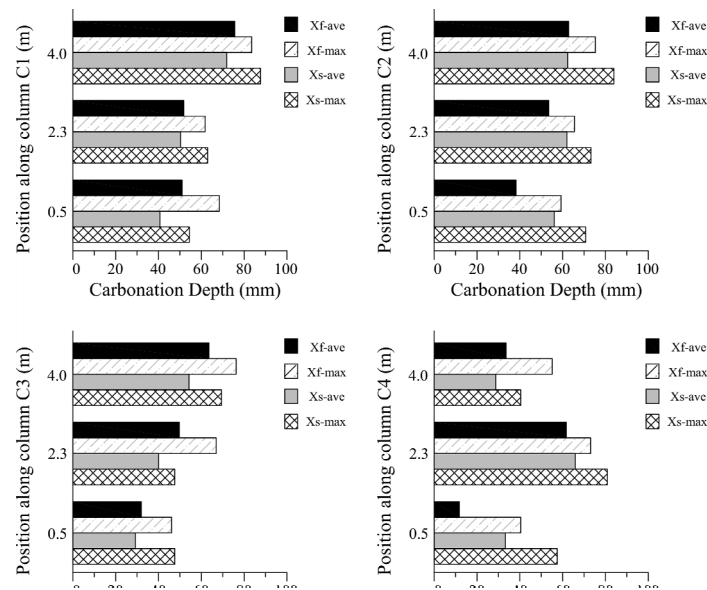 Position along column C1 (m)
4.0
2.3
0.5
0 20 40 60 80 100
Carbonation Depth (mm)
Xf-ave
Xf-max
Xs-ave
Xs-max
Position along column C2 (m)
4.0
2.3
0.5
0 20 40 60 80 100
Carbonation Depth (mm)
Xf-ave
Xf-max
Xs-ave
Xs-max
Position along column C3 (m)
4.0
2.3
0.5
Xf-ave
Xf-max
Xs-ave
Xs-max
Position along column C4 (m)
4.0
2.3
0.5
Xf-ave
Xf-max
Xs-ave
Xs-max